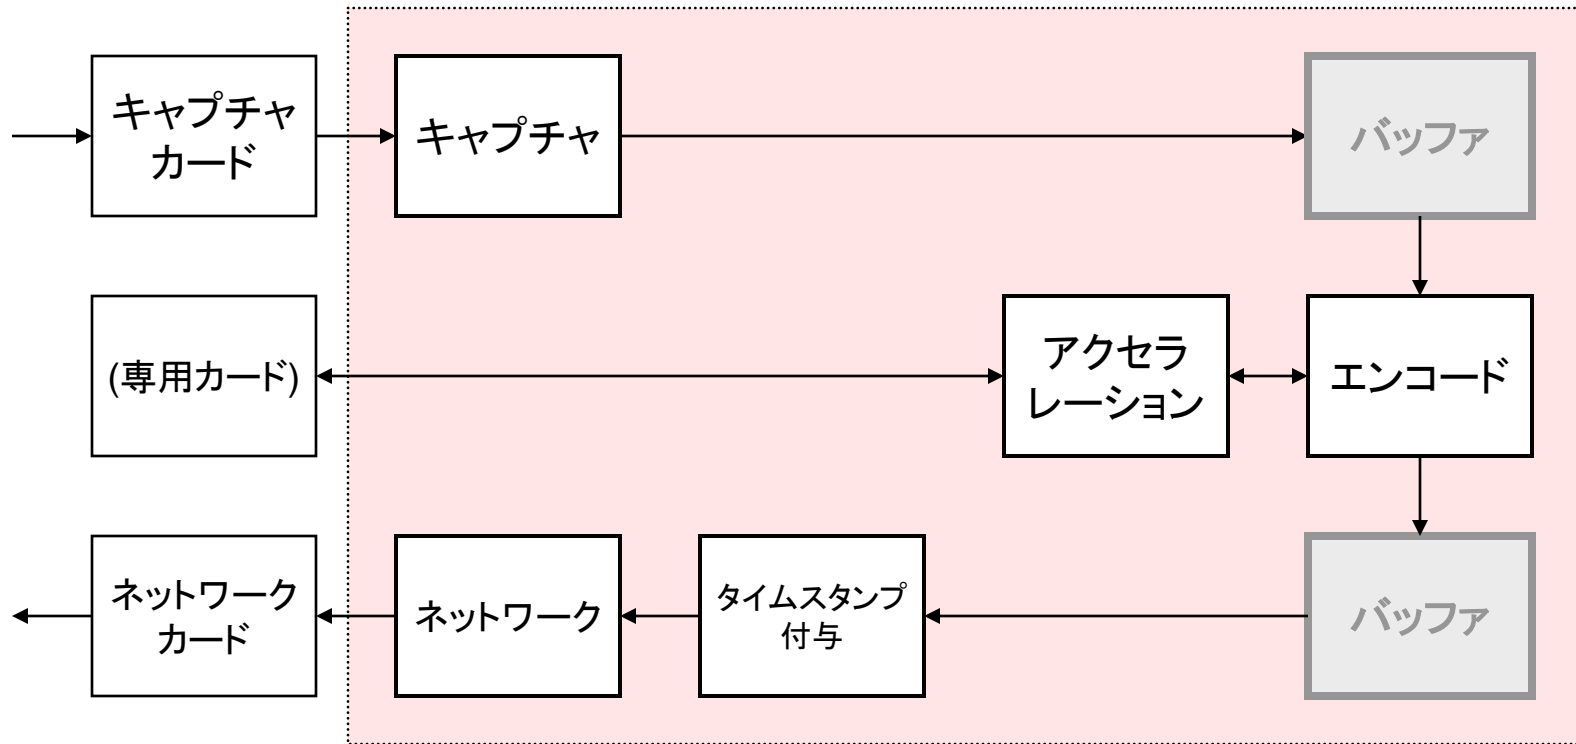 キャプチャ
カード
キャプチャ
バッファ
(専用カード)
アクセラ
レーション
エンコード
ネットワーク
カード
ネットワーク
タイムスタンプ
付与
バッファ